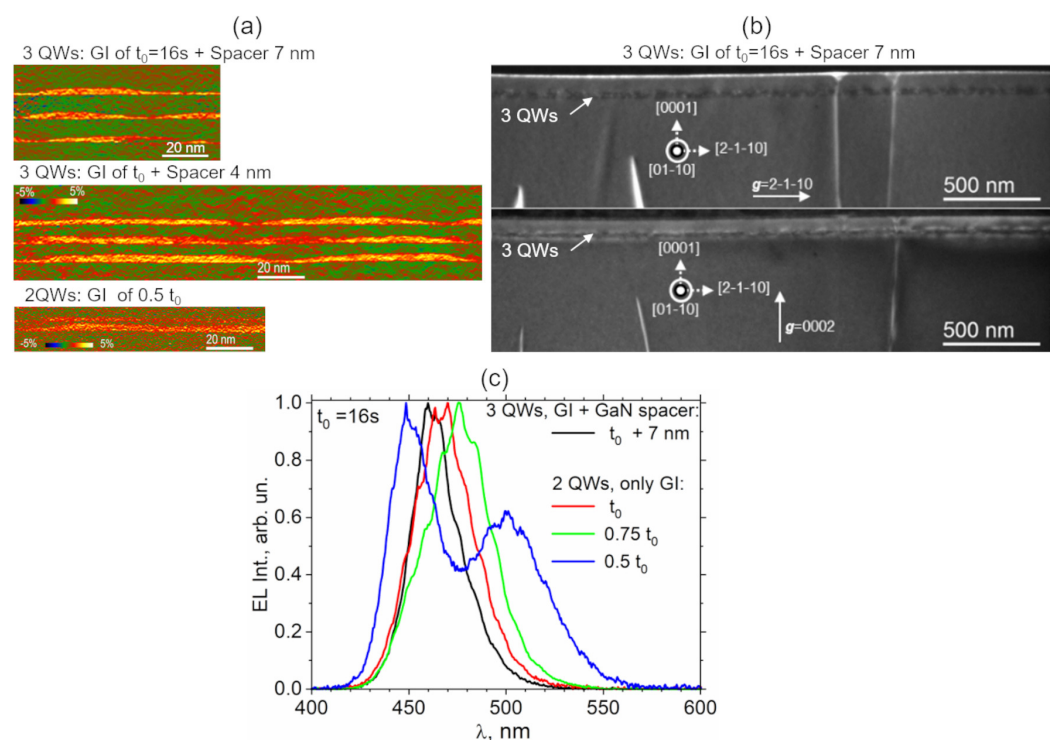 (a)
3 QWs: GI of t0=16s + Spacer 7 nm
20 nm
3 QWs: GI of t0 + Spacer 4 nm
-5% 5%
20 nm
2QWs: GI of 0.5 t0
-5% 5%
20 nm
(b)
3 QWs: GI of t0=16s + Spacer 7 nm
3 QWs
[0001]
[2-1-10]
[01-10]
g=2-1-10
500 nm
3 QWs
[0001]
[2-1-10]
[01-10]
g=0002
500 nm
(c)
t0 =16s
3 QWs, GI + GaN spacer:
t0 + 7 nm
2 QWs, only GI:
t0
0.75 t0
0.5 t0
EL Int., arb. un.
1.0
0.8
0.6
0.4
0.2
0.0
400 450 500 550 600
λ, nm